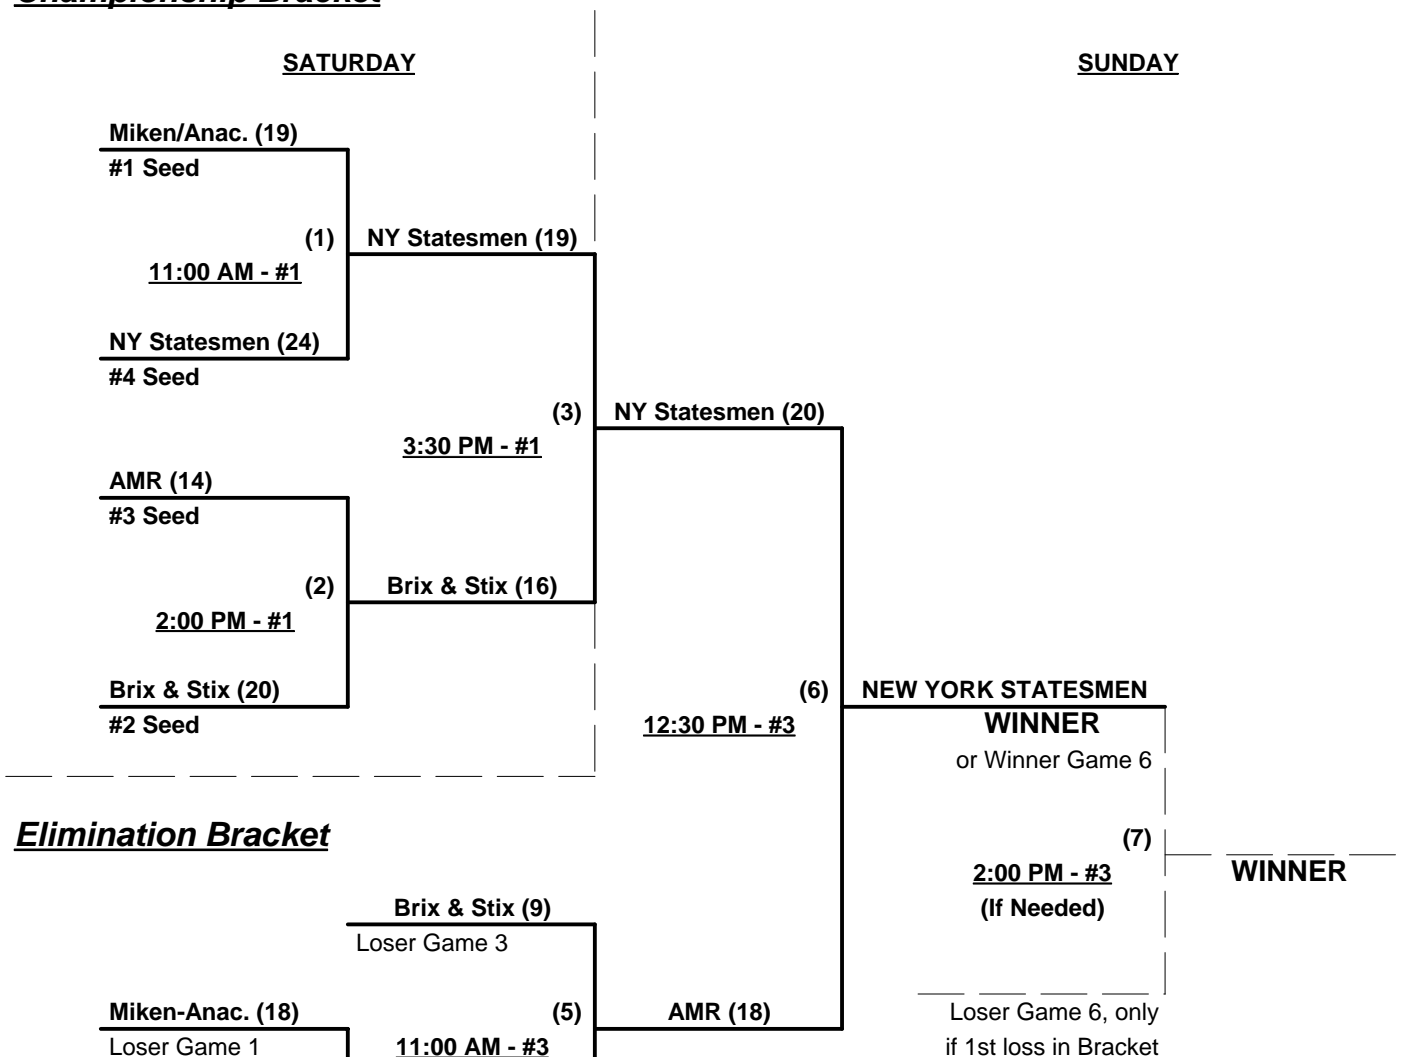 Championship Bracket
SATURDAY
SUNDAY
Miken/Anac. (19)
#1 Seed
(1)
NY Statesmen (19)
11:00 AM - #1
NY Statesmen (24)
#4 Seed
(3)
NY Statesmen (20)
3:30 PM - #1
AMR (14)
#3 Seed
(2)
Brix & Stix (16)
2:00 PM - #1
Brix & Stix (20)
#2 Seed
(6)
NEW YORK STATESMEN
12:30 PM - #3
WINNER
or Winner Game 6
Elimination Bracket
(7)
2:00 PM - #3
WINNER
(If Needed)
Brix & Stix (9)
Loser Game 3
Miken-Anac. (18)
(5)
AMR (18)
Loser Game 6, only
Loser Game 1
11:00 AM - #3
if 1st loss in Bracket